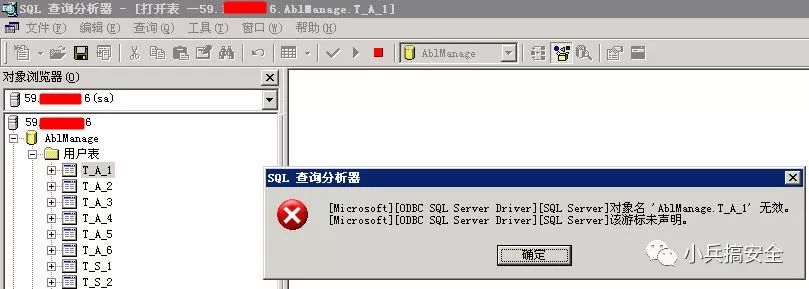 SQL 查询分析器 - [打开表 —59. 6.AblManage.T_A_1]
文件(F) 编辑(E) 查询(Q) 工具(T) 窗口(W) 帮助(H)
AblManage
对象浏览器(O)
59. 6(sa)
59. 6
AblManage
用户表
T_A_1
T_A_2
T_A_3
T_A_4
T_A_5
T_A_6
T_S_1
T_S_2
SQL 查询分析器
[Microsoft][ODBC SQL Server Driver][SQL Server]对象名 'AblManage.T_A_1' 无效。
[Microsoft][ODBC SQL Server Driver][SQL Server]该游标未声明。
确定
小兵搞安全